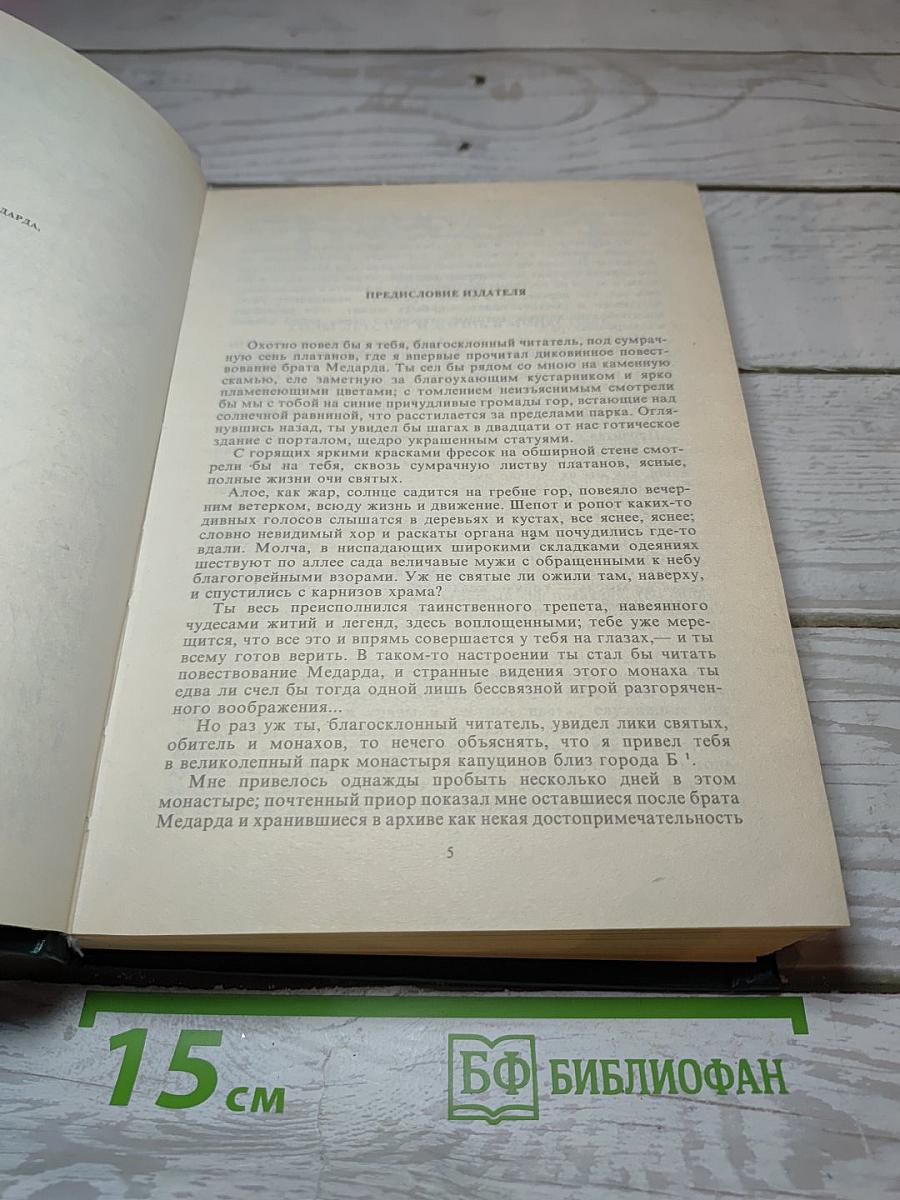 ДАРДА.
ПРЕДИСЛОВИЕ ИЗДАТЕЛЯ
Охотно повел бы я тебя, благосклонный читатель, под сумрач-
ную сень платанов, где я впервые прочитал диковинное повест-
вование брата Медарда. Ты сел бы рядом со мною на каменную
скамью, еле заметную за благоухающим кустарником и ярко
пламенеющими цветами; с томлением неизъяснимым смотрели
бы мы с тобой на синие причудливые громады гор, встающие над
солнечной равниной, что расстилается за пределами парка. Огля-
нувшись назад, ты увидел бы шагах в двадцати от нас готическое
здание с порталом, щедро украшенным статуями.
С горящих яркими красками фресок на обширной стене смот-
рели бы на тебя, сквозь сумрачную листву платанов, ясные,
полные жизни очи святых.
Алое, как жар, солнце садится на гребне гор, повеяло вечер-
ним ветерком, всюду жизнь и движение. Шепот и ропот каких-то
дивных голосов слышатся в деревьях и кустах, все яснее, яснее;
словно невидимый хор и раскаты органа нам почудились где-то
вдали. Молча, в ниспадающих широкими складками одеяниях
шествуют по аллее сада величавые мужи с обращенными к небу
благоговейными взорами. Уж не святые ли ожили там, наверху,
и спустились с карнизов храма?
Ты весь преисполнился таинственного трепета, навеянного
чудесами житий и легенд, здесь воплощенными; тебе уже мере-
щится, что все это и впрямь совершается у тебя на глазах,— и ты
всему готов верить. В таком-то настроении ты стал бы читать
повествование Медарда, и странные видения этого монаха ты
едва ли счел бы тогда одной лишь бессвязной игрой разгорячен-
ного воображения...
Но раз уж ты, благосклонный читатель, увидел лики святых,
обитель и монахов, то нечего объяснять, что я привел тебя
в великолепный парк монастыря капуцинов близ города Б ¹.
Мне привелось однажды пробыть несколько дней в этом
монастыре; почтенный приор показал мне оставшиеся после брата
Медарда и хранившиеся в архиве как некая достопримечательность
5
15 см
БФ БИБЛИОФАН